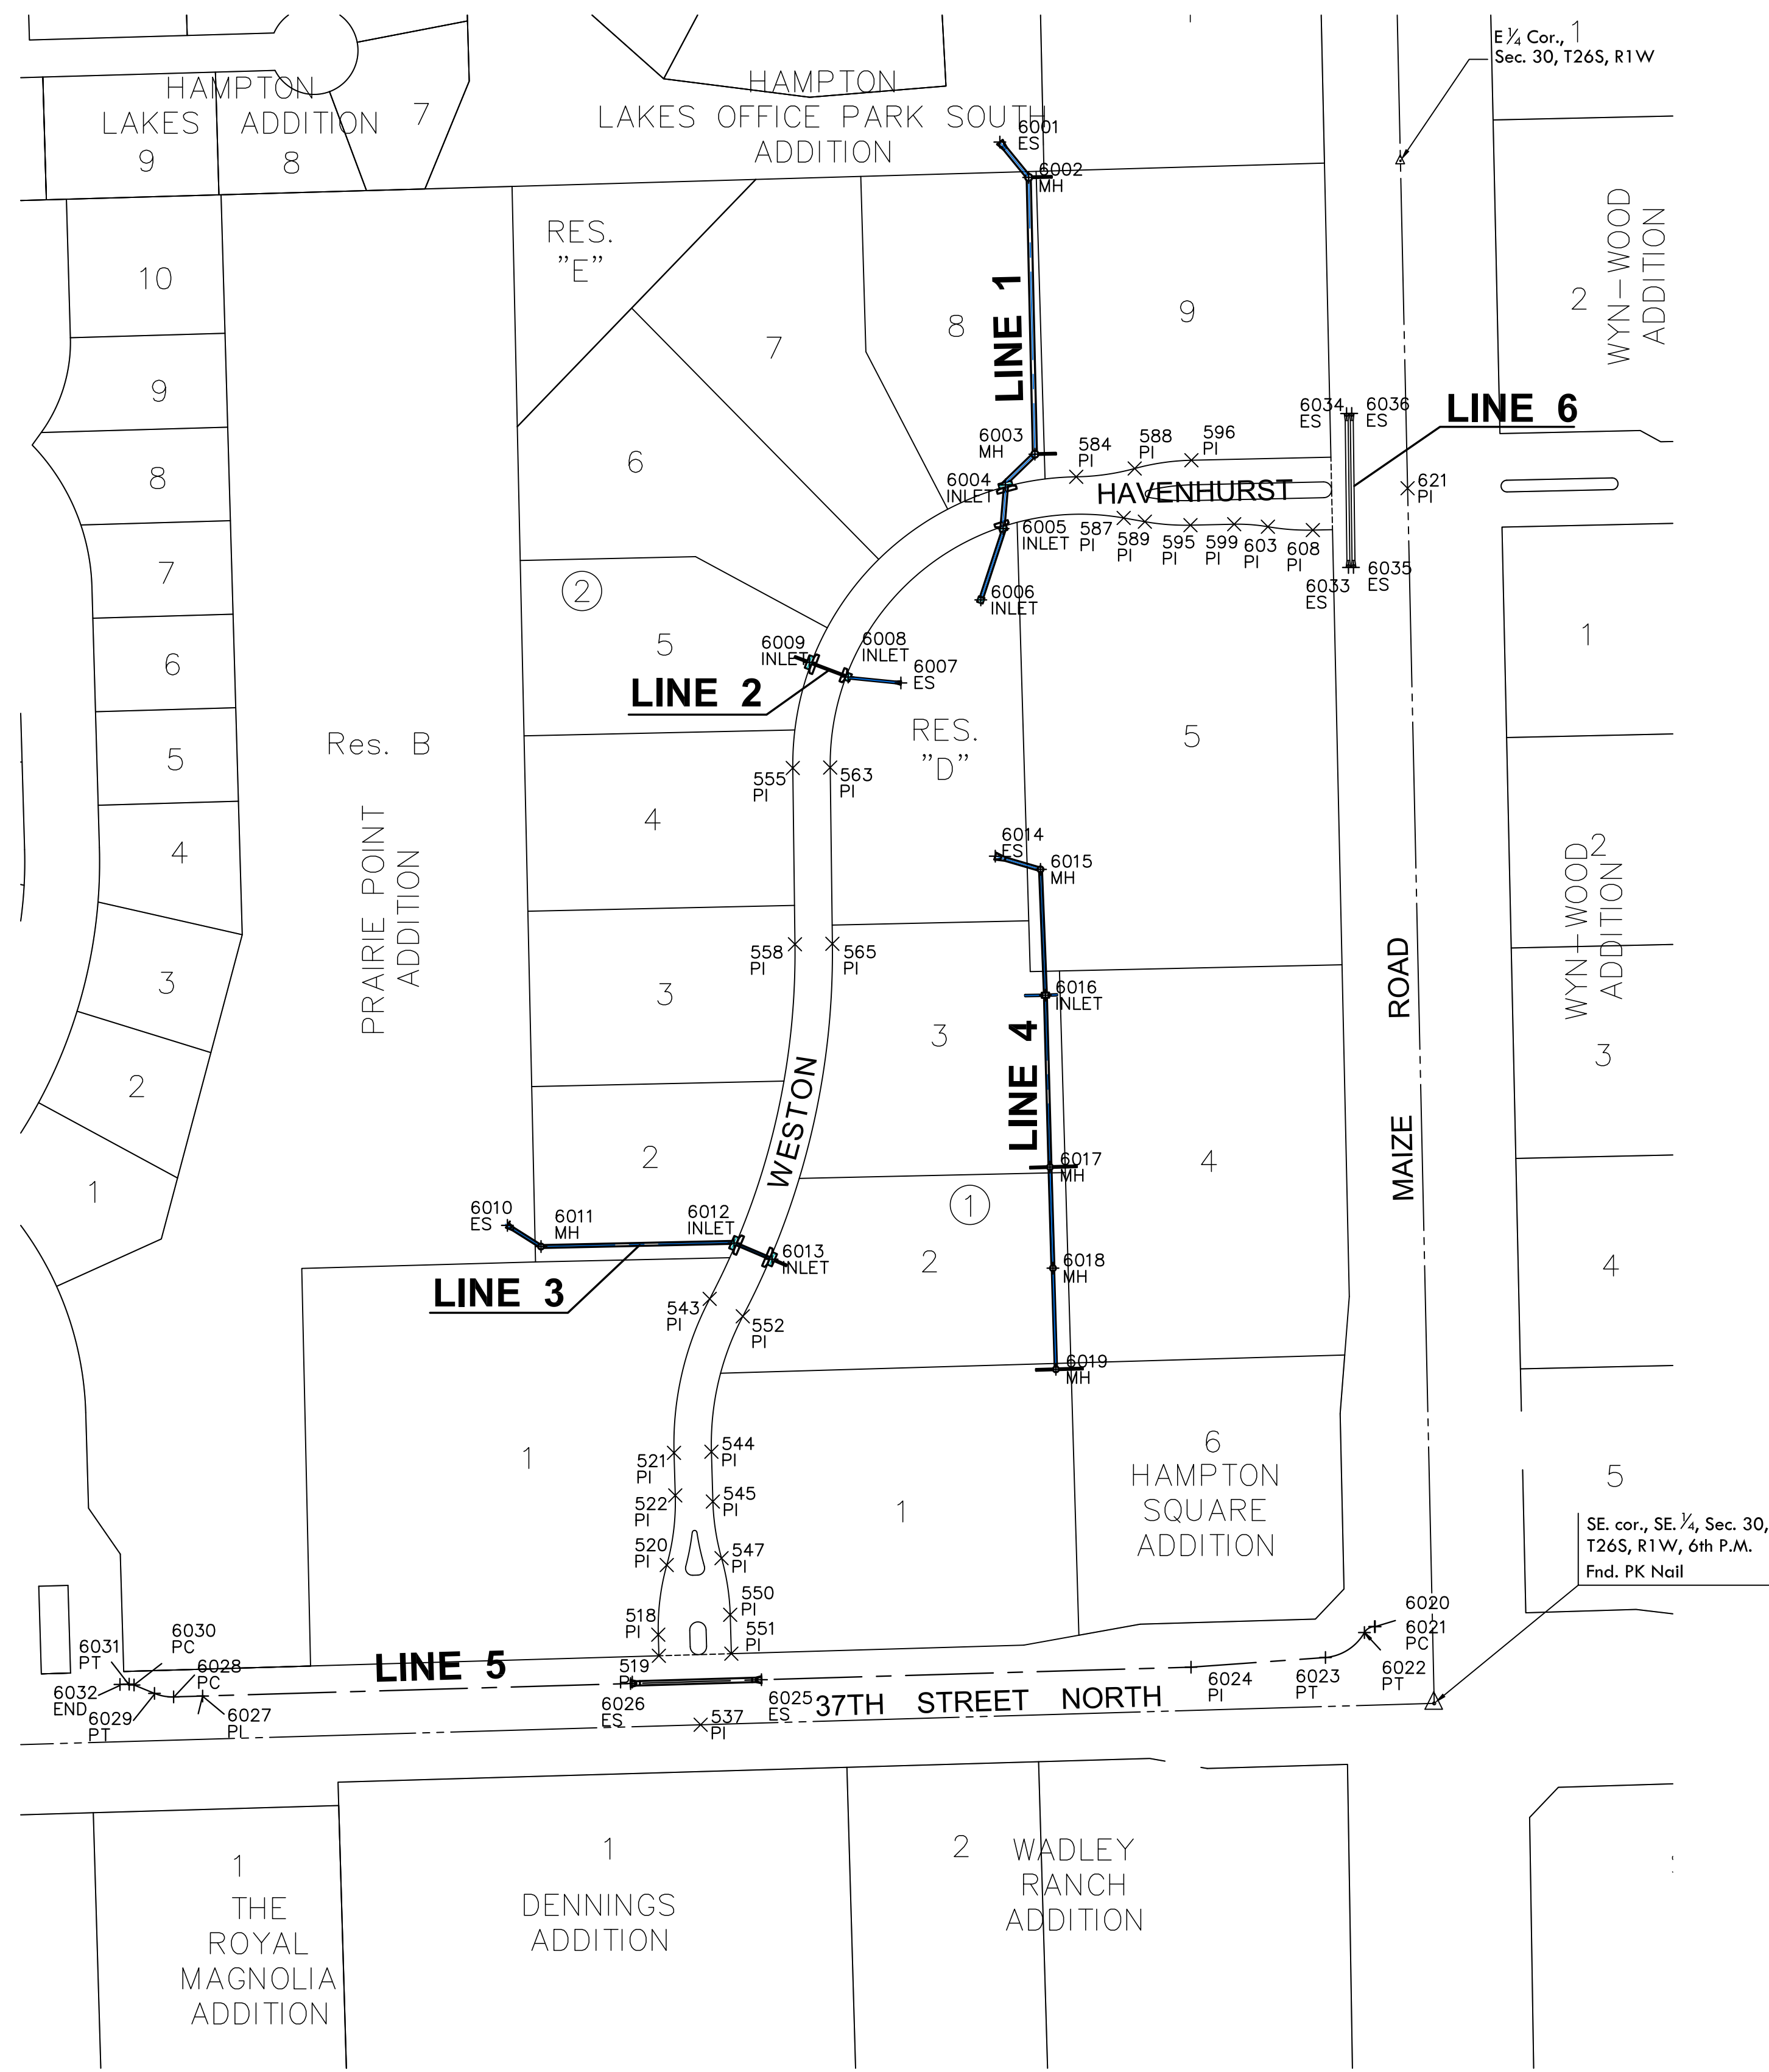 E ¼ Cor.,
Sec. 30, T26S, R1W
1
HAMPTON
LAKES ADDITION
7
9
8
HAMPTON
LAKES OFFICE PARK SOUTH
ADDITION
6001
ES
6002
MH
RES.
"E"
10
9
8
7
6
5
4
3
2
1
Res. B
PRAIRIE POINT
ADDITION
7
8
9
6
LINE 1
2
WYN-WOOD
ADDITION
6034
ES
6036
ES
LINE 6
6003
MH
584
PI
588
PI
596
PI
6004
INLET
HAVENHURST
621
PI
6005
INLET
587
PI
589
PI
595
PI
599
PI
603
PI
608
PI
6033
ES
6035
ES
6006
INLET
2
5
6009
INLET
6008
INLET
6007
ES
LINE 2
RES.
"D"
5
1
555
PI
563
PI
4
6014
ES
6015
MH
2
WYN-WOOD
ADDITION
558
PI
565
PI
3
3
6016
INLET
MAIZE ROAD
3
LINE 4
WESTON
2
6017
MH
4
1
6010
ES
6011
MH
6012
INLET
6013
INLET
2
6018
MH
4
LINE 3
543
PI
552
PI
6019
MH
1
521
PI
544
PI
522
PI
545
PI
1
6
HAMPTON
SQUARE
ADDITION
5
520
PI
547
PI
SE. cor., SE. ¼, Sec. 30,
T26S, R1W, 6th P.M.
Fnd. PK Nail
550
PI
518
PI
551
PI
519
6020
6021
PC
6022
PT
6023
PT
6024
PI
6031
PT
6030
PC
6028
PC
6032
END
6029
PT
6027
PI
LINE 5
6026
ES
6025
ES
537
PI
37TH STREET NORTH
1
THE
ROYAL
MAGNOLIA
ADDITION
1
DENNINGS
ADDITION
2
WADLEY
RANCH
ADDITION